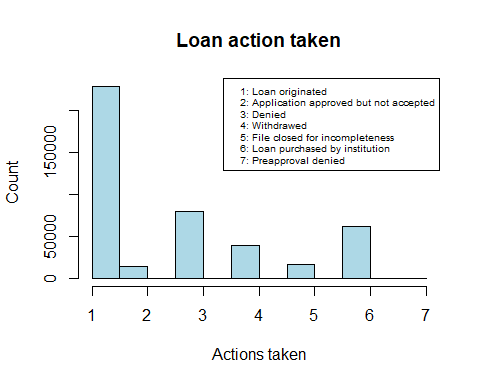 Loan action taken
1: Loan originated
2: Application approved but not accepted
3: Denied
4: Withdrawed
5: File closed for incompleteness
6: Loan purchased by institution
7: Preapproval denied
Count
150000
50000
0
1 2 3 4 5 6 7
Actions taken